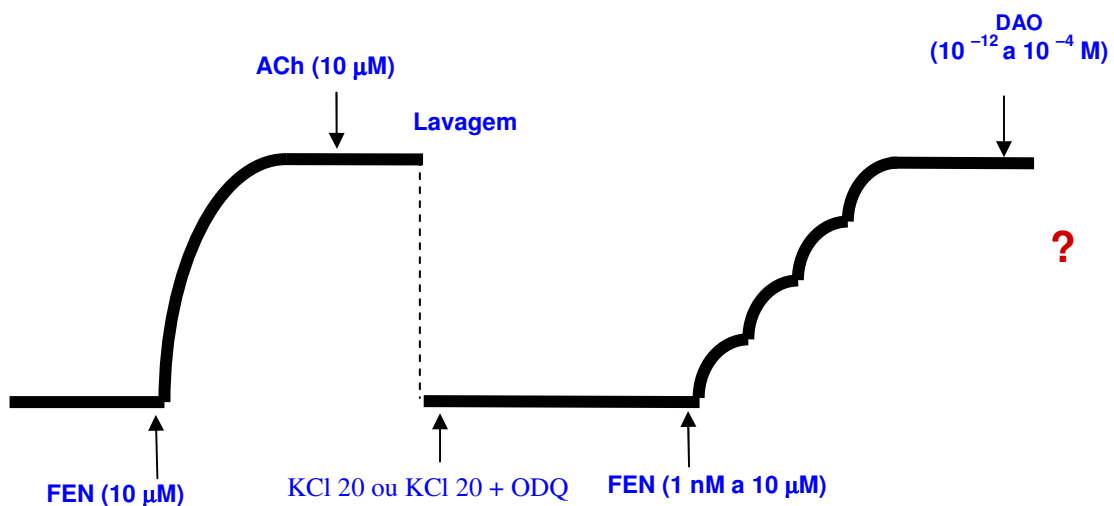 DAO
(10 ⁻¹² a 10 ⁻⁴ M)
ACh (10 µM)
Lavagem
?
FEN (10 µM)
KCl 20 ou KCl 20 + ODQ
FEN (1 nM a 10 µM)